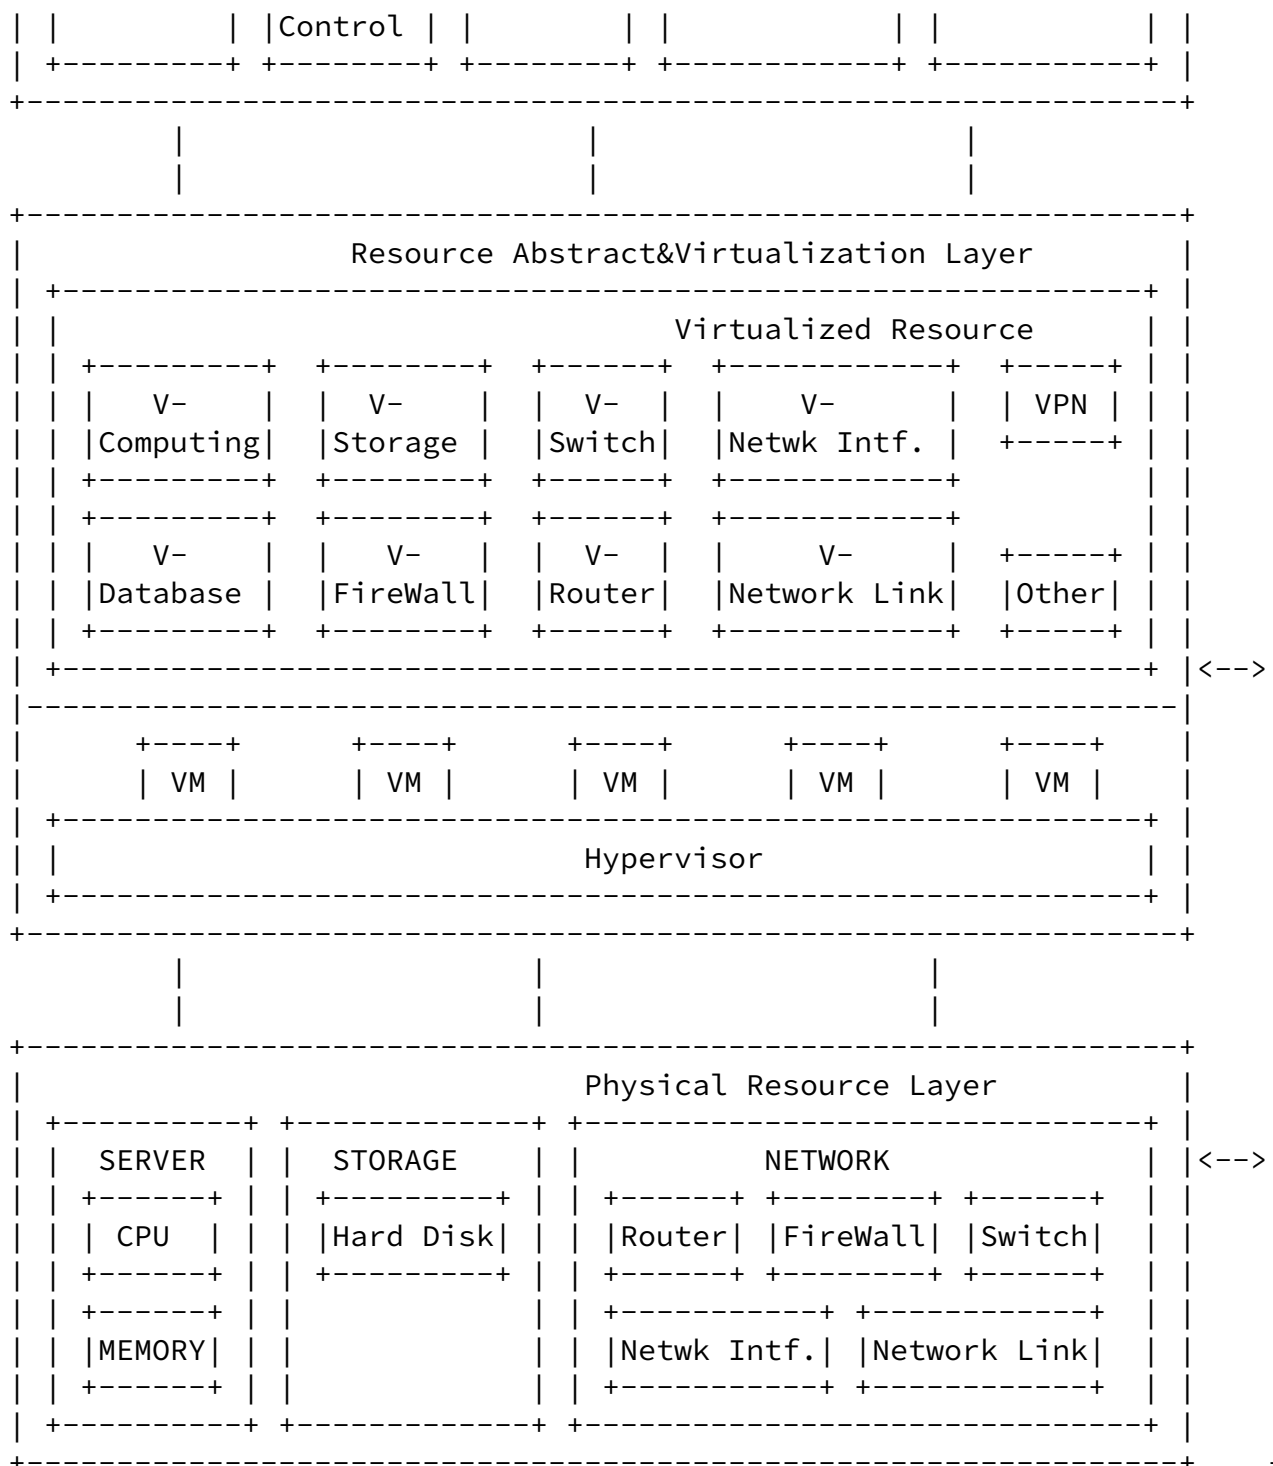 Control
Resource Abstract&Virtualization Layer
Virtualized Resource
V- V- V- V- VPN
Computing Storage Switch Netwk Intf.
V- V- V- V-
Database FireWall Router Network Link Other
VM VM VM VM VM
Hypervisor
Physical Resource Layer
SERVER STORAGE NETWORK
CPU Hard Disk Router FireWall Switch
MEMORY Netwk Intf. Network Link